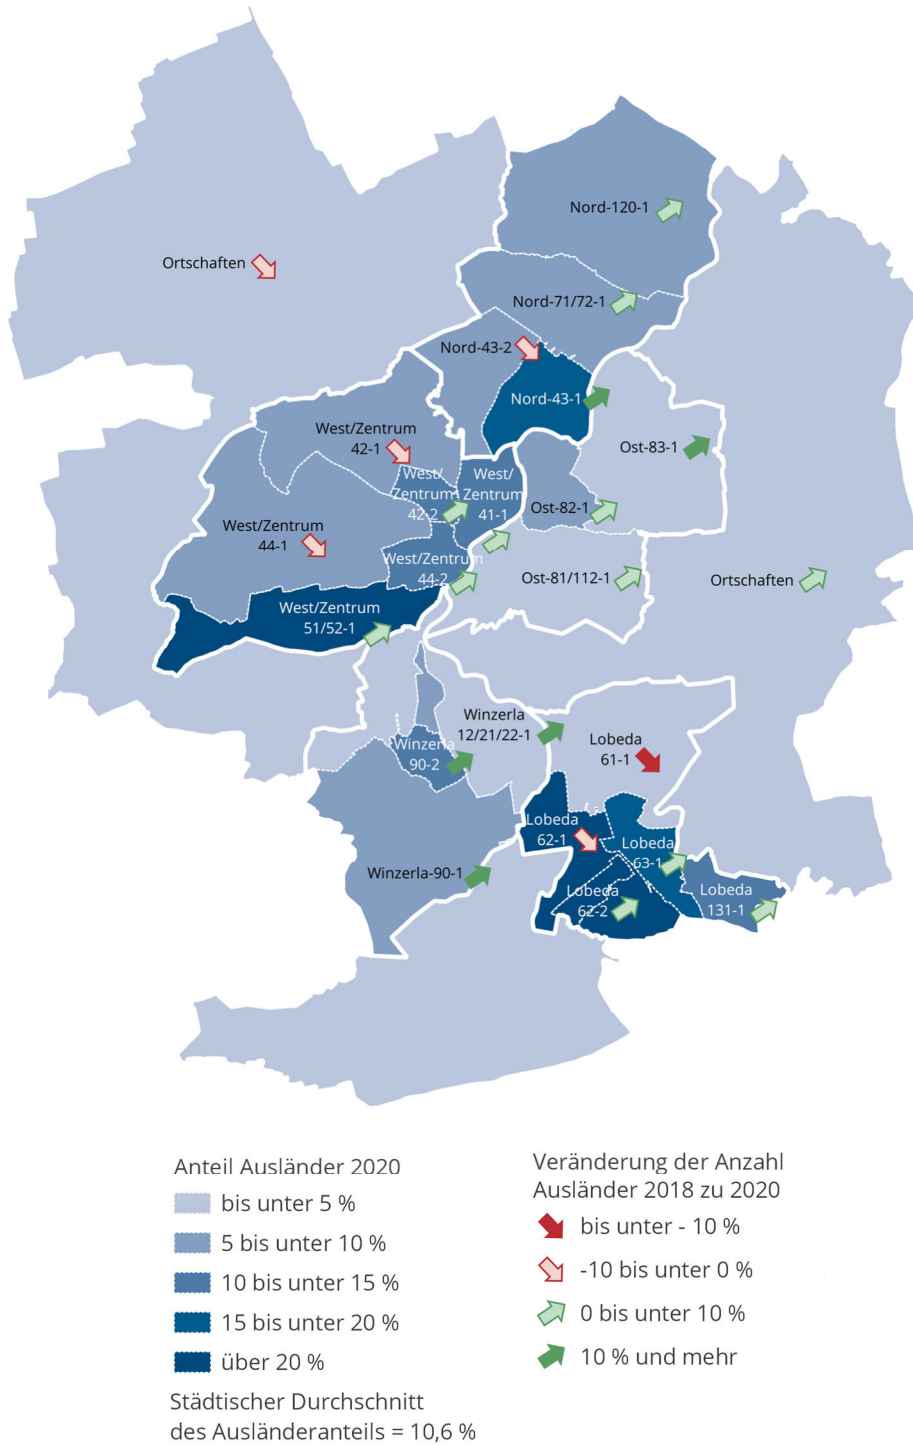 Nord-120-1
Ortschaften
Nord-71/72-1
Nord-43-2
Nord-43-1
West/Zentrum
42-1
Ost-83-1
West/
Zentrum-
42-2
West/
Zentrum
41-1
Ost-82-1
West/Zentrum
44-1
West/Zentrum
44-2
Ost-81/112-1
Ortschaften
West/Zentrum
51/52-1
Winzerla
12/21/22-1
Winzerla
90-2
Lobeda
61-1
Lobeda
62-1
Lobeda
63-1
Winzerla-90-1
Lobeda
62-2
Lobeda
131-1
Anteil Ausländer 2020
bis unter 5 %
5 bis unter 10 %
10 bis unter 15 %
15 bis unter 20 %
über 20 %
Städtischer Durchschnitt
des Ausländeranteils = 10,6 %
Veränderung der Anzahl
Ausländer 2018 zu 2020
bis unter - 10 %
-10 bis unter 0 %
0 bis unter 10 %
10 % und mehr